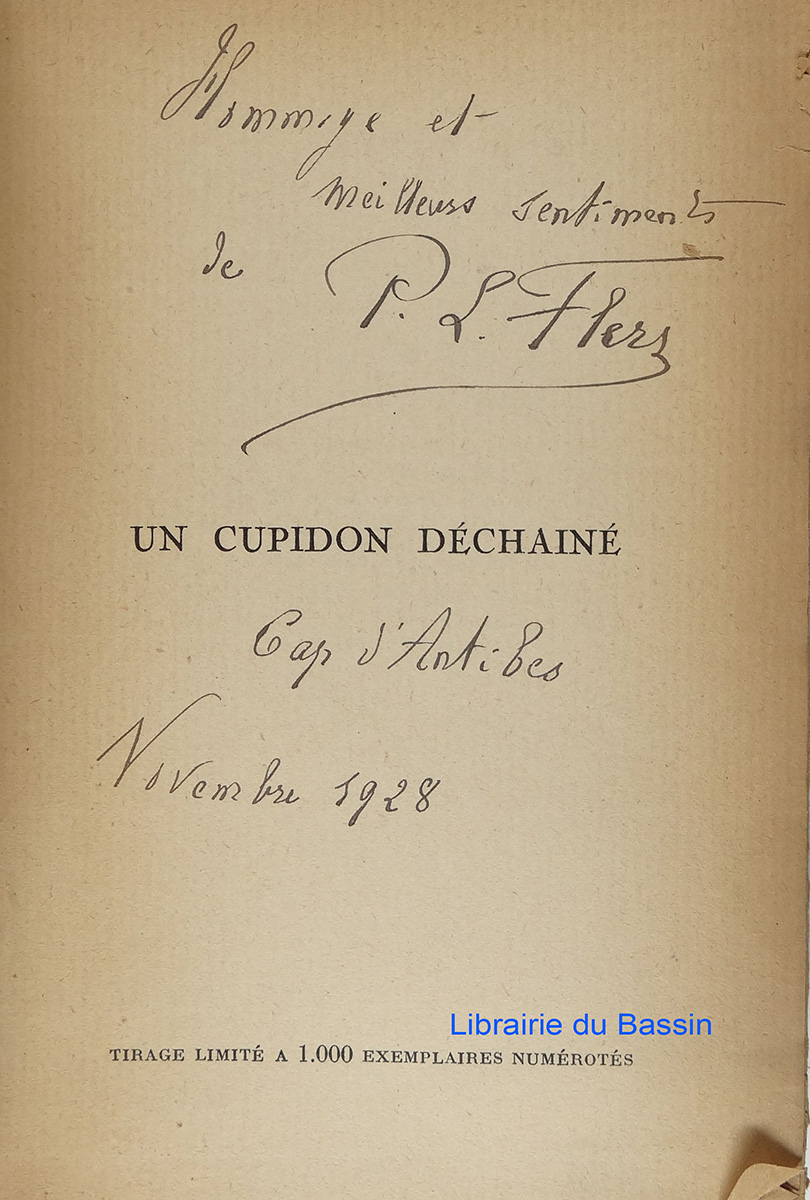 Hommage et
meilleurs sentiments
de P. L. Flers
UN CUPIDON DÉCHAINÉ
Cap d'Antibes
Novembre 1928
Librairie du Bassin
TIRAGE LIMITÉ A 1.000 EXEMPLAIRES NUMÉROTÉS